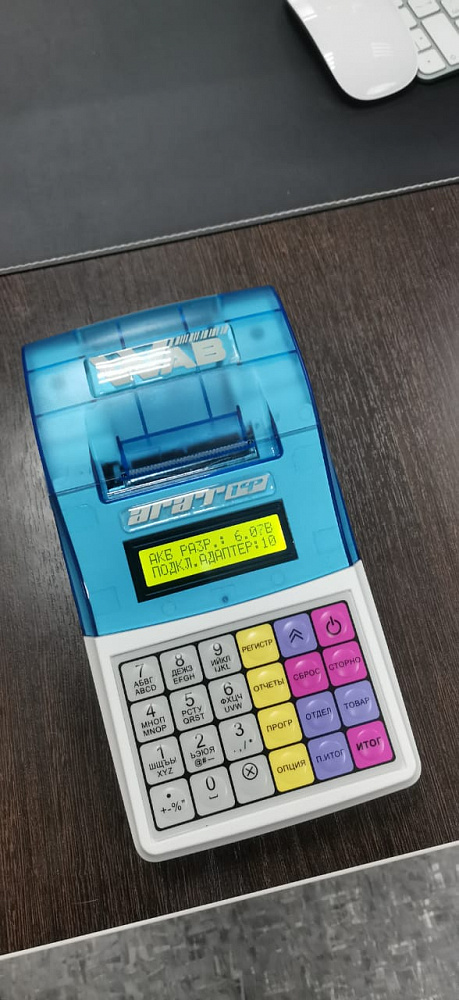 WAB
агат 1Ф
АКБ РАЗР.: 6.07В
ПОДКЛ.АДАПТЕР:10
7 АБВГ ABCD
8 ДЕЖЗ EFGH
9 ИЙКЛ IJKL
РЕГИСТР
4 МНОП MNOP
5 РСТУ QRST
6 ФХЦЧ UVW
ОТЧЕТЫ
СБРОС
СТОРНО
1 ШЩЪЫ XYZ
2 ЬЭЮЯ @#—
3 .,/*
ПРОГР
ОТДЕЛ
ТОВАР
• +-%"
0
ОПЦИЯ
П.ИТОГ
ИТОГ